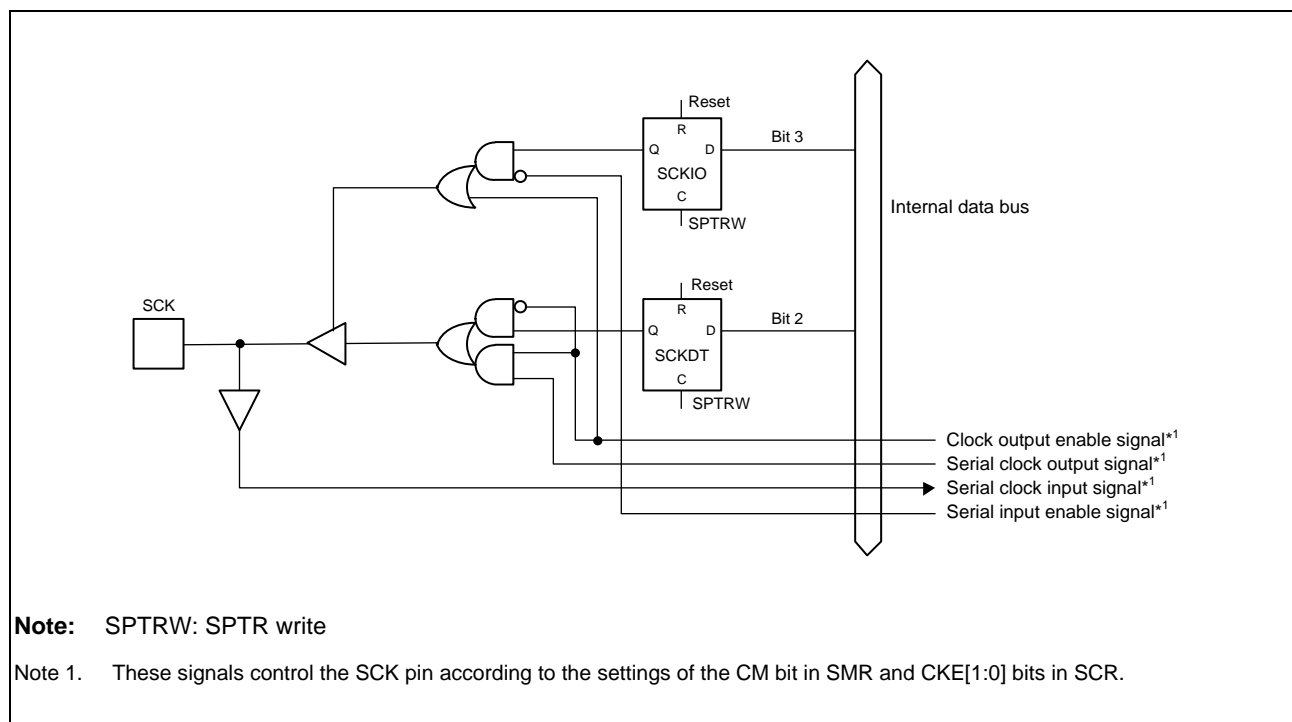 Reset
R
Bit 3
Q
D
SCKIO
C
Internal data bus
SPTRW
Reset
SCK
R
Bit 2
Q
D
SCKDT
C
SPTRW
Clock output enable signal*1
Serial clock output signal*1
Serial clock input signal*1
Serial input enable signal*1
Note: SPTRW: SPTR write
Note 1. These signals control the SCK pin according to the settings of the CM bit in SMR and CKE[1:0] bits in SCR.